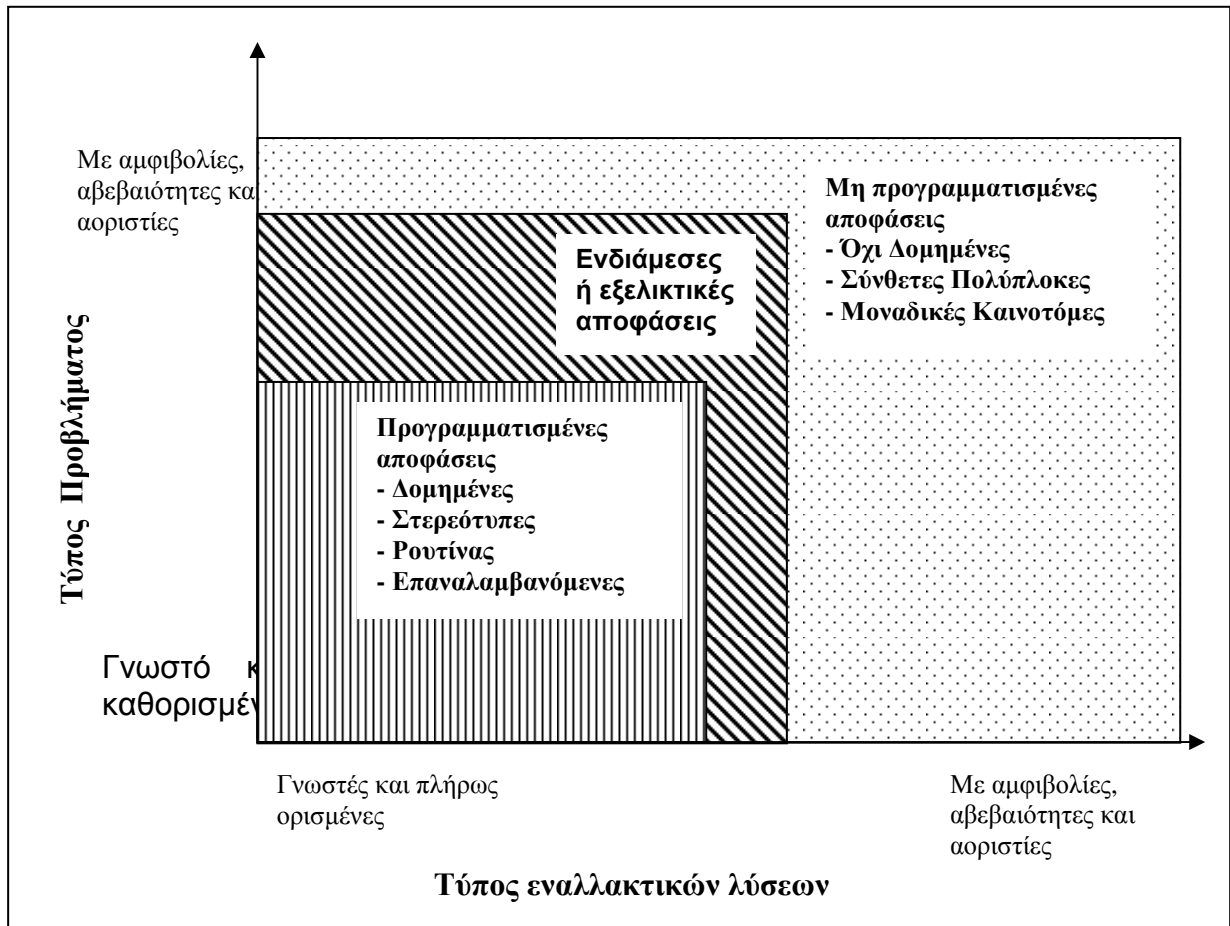 Με αμφιβολίες,
αβεβαιότητες κα
αοριστίες
Μη προγραμματισμένες
αποφάσεις
- Όχι Δομημένες
- Σύνθετες Πολύπλοκες
- Μοναδικές Καινοτόμες
Ενδιάμεσες
ή εξελικτικές
αποφάσεις
Τύπος Προβλήματος
Προγραμματισμένες
αποφάσεις
- Δομημένες
- Στερεότυπες
- Ρουτίνας
- Επαναλαμβανόμενες
Γνωστό κ
καθορισμέν
Γνωστές και πλήρως
ορισμένες
Με αμφιβολίες,
αβεβαιότητες και
αοριστίες
Τύπος εναλλακτικών λύσεων